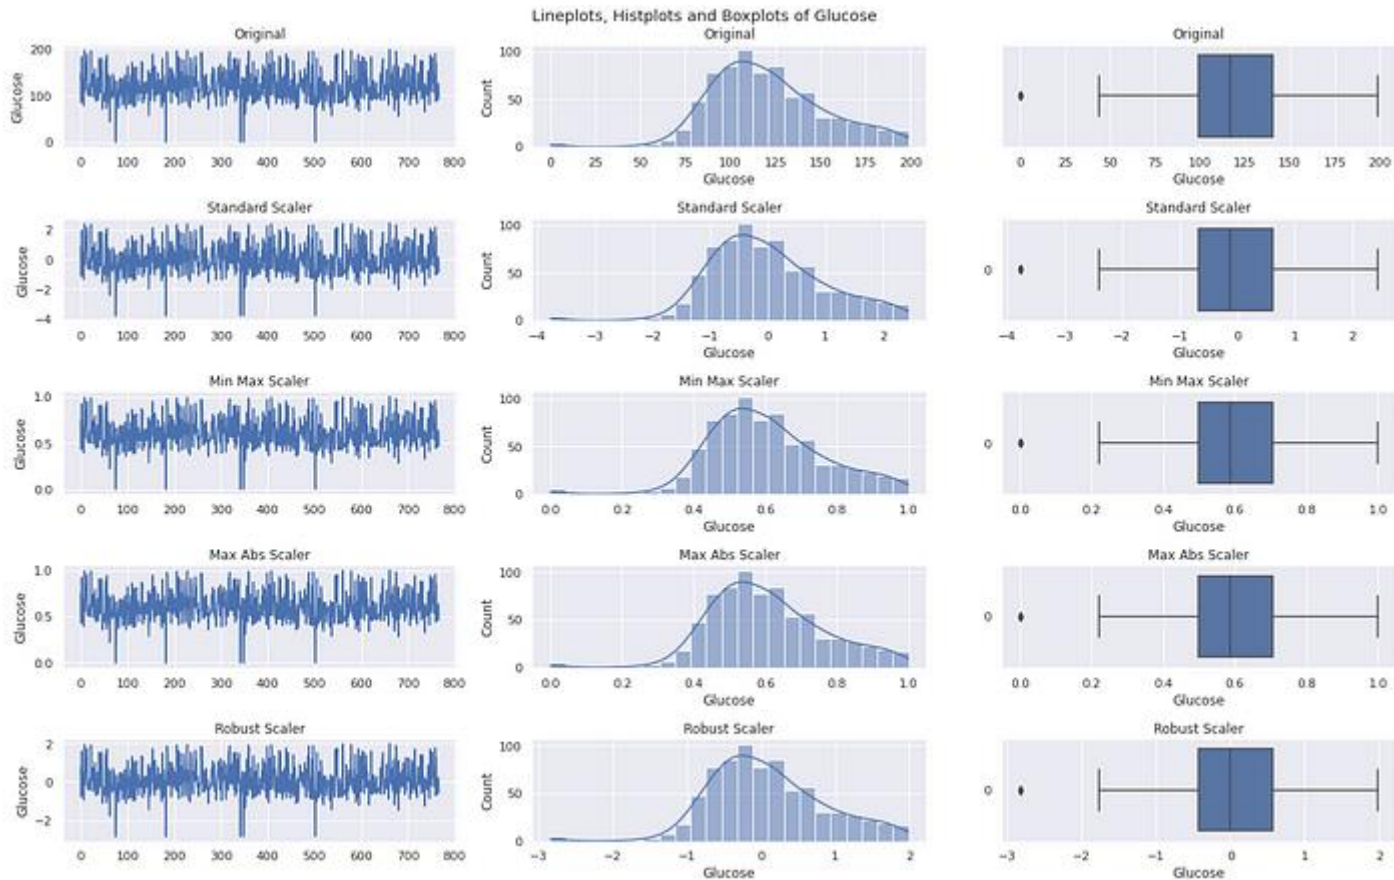 Lineplots, Histplots and Boxplots of Glucose
Original
Glucose
200
100
0
0 100 200 300 400 500 600 700 800
Original
Count
100
50
0
0 25 50 75 100 125 150 175 200
Glucose
Original
0 25 50 75 100 125 150 175 200
Glucose
Standard Scaler
Glucose
2
0
−2
−4
0 100 200 300 400 500 600 700 800
Standard Scaler
Count
100
50
0
−4 −3 −2 −1 0 1 2
Glucose
Standard Scaler
0
−4 −3 −2 −1 0 1 2
Glucose
Min Max Scaler
Glucose
1.0
0.5
0.0
0 100 200 300 400 500 600 700 800
Min Max Scaler
Count
100
50
0
0.0 0.2 0.4 0.6 0.8 1.0
Glucose
Min Max Scaler
0
0.0 0.2 0.4 0.6 0.8 1.0
Glucose
Max Abs Scaler
Glucose
1.0
0.5
0.0
0 100 200 300 400 500 600 700 800
Max Abs Scaler
Count
100
50
0
0.0 0.2 0.4 0.6 0.8 1.0
Glucose
Max Abs Scaler
0
0.0 0.2 0.4 0.6 0.8 1.0
Glucose
Robust Scaler
Glucose
2
0
−2
0 100 200 300 400 500 600 700 800
Robust Scaler
Count
100
50
0
−3 −2 −1 0 1 2
Glucose
Robust Scaler
0
−3 −2 −1 0 1 2
Glucose